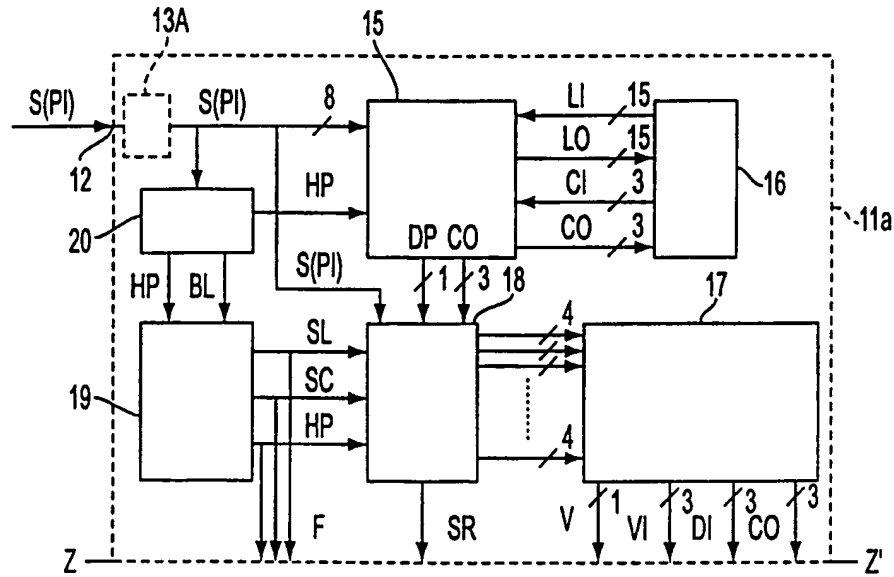 13A
15
S(PI)
S(PI)
8
LI
15
LO
15
12
CI
3
16
HP
CO
3
11a
20
DP
CO
S(PI)
1
3
18
17
HP
BL
4
SL
SC
19
HP
4
F
SR
V
1
VI
3
DI
3
CO
3
Z
Z'